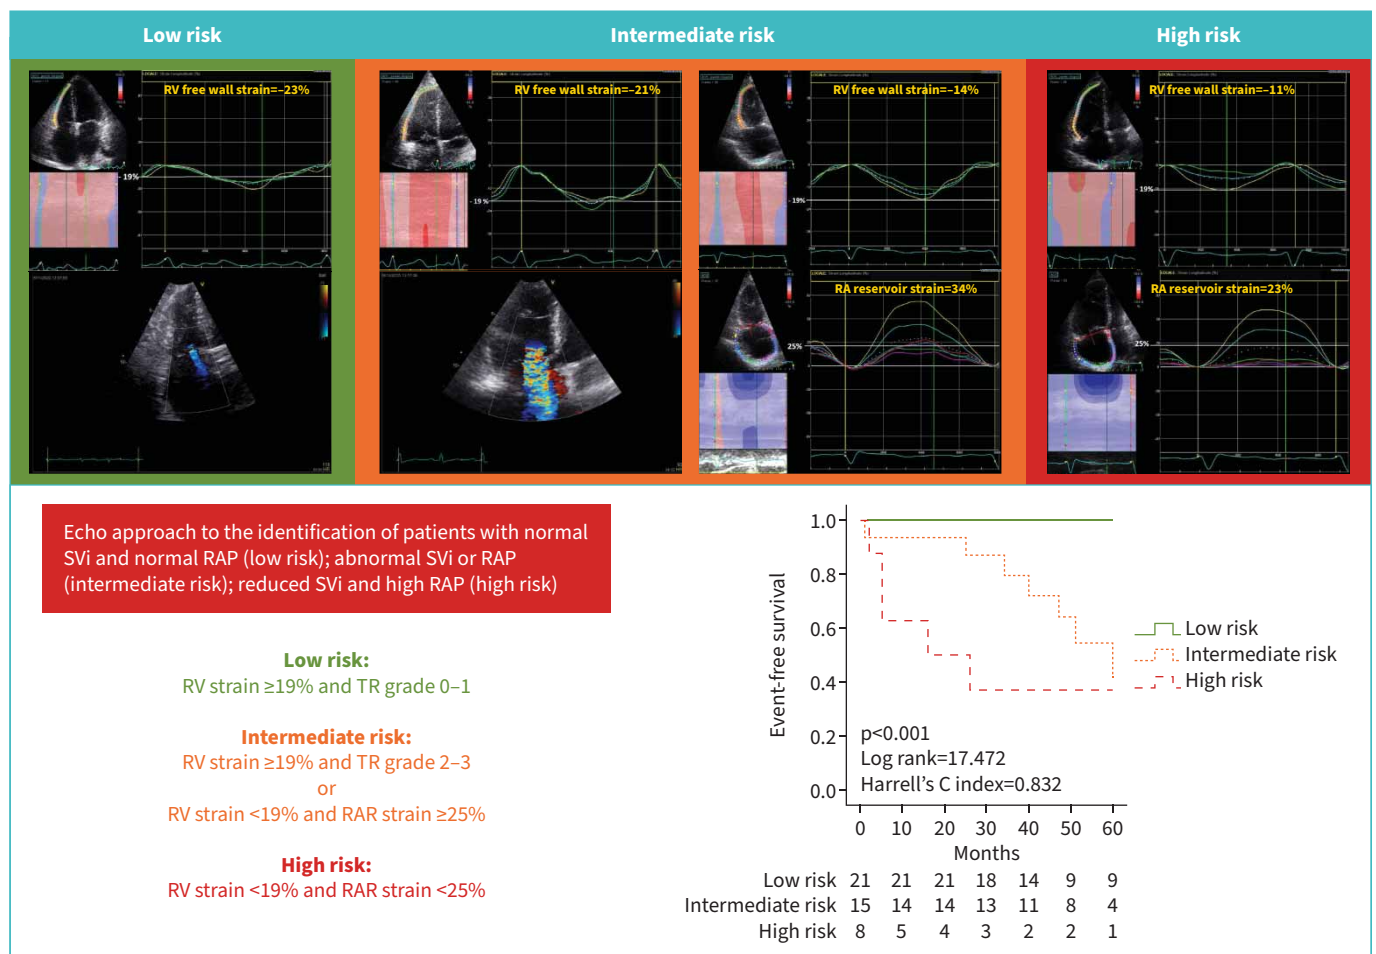 Low risk
Intermediate risk
High risk
RV free wall strain=–23%
- 19%
RV free wall strain=–21%
- 19 %
RV free wall strain=–14%
- 19%
RA reservoir strain=34%
25%
RV free wall strain=–11%
- 19%
RA reservoir strain=23%
25%
Echo approach to the identification of patients with normal
SVi and normal RAP (low risk); abnormal SVi or RAP
(intermediate risk); reduced SVi and high RAP (high risk)
Low risk:
RV strain ≥19% and TR grade 0–1
Intermediate risk:
RV strain ≥19% and TR grade 2–3
or
RV strain <19% and RAR strain ≥25%
High risk:
RV strain <19% and RAR strain <25%
Event-free survival
1.0
0.8
0.6
0.4
0.2
0.0
p<0.001
Log rank=17.472
Harrell’s C index=0.832
Low risk
Intermediate risk
High risk
0 10 20 30 40 50 60
Months
Low risk 21 21 21 18 14 9 9
Intermediate risk 15 14 14 13 11 8 4
High risk 8 5 4 3 2 2 1